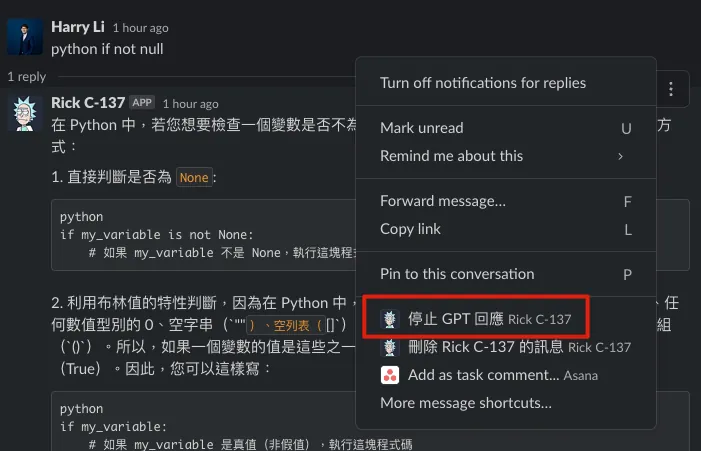 Harry Li 1 hour ago
python if not null
1 reply
Rick C-137 APP 1 hour ago
在 Python 中，若您想要檢查一個變數是否不為
方
式：
1. 直接判斷是否為 None:
python
if my_variable is not None:
# 如果 my_variable 不是 None，執行這塊程式
2. 利用布林值的特性判斷，因為在 Python 中，
、任
何數值型別的 0、空字串（`""`）、空列表（`[]`）
組
（`()`）。所以，如果一個變數的值是這些之一
（True）。因此，您可以這樣寫：
python
if my_variable:
# 如果 my_variable 是真值（非假值），執行這塊程式碼
Turn off notifications for replies
Mark unread U
Remind me about this
Forward message... F
Copy link L
Pin to this conversation P
停止 GPT 回應 Rick C-137
刪除 Rick C-137 的訊息 Rick C-137
Add as task comment... Asana
More message shortcuts...